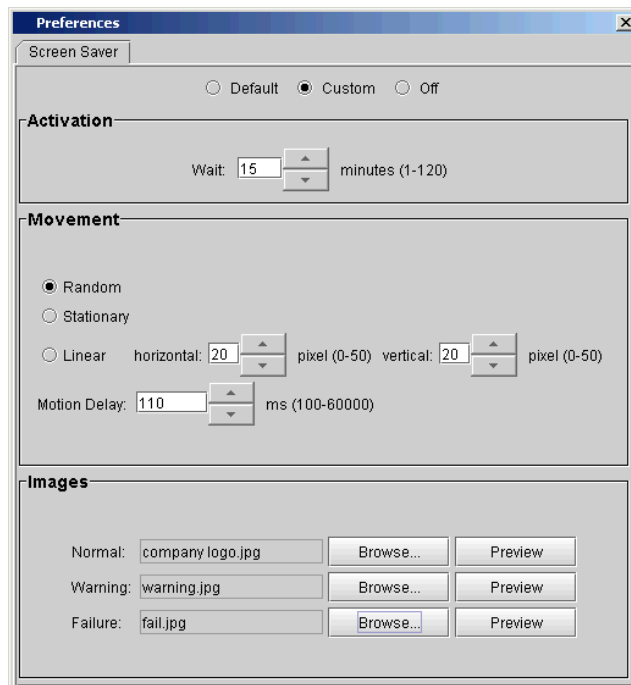 Preferences
Screen Saver
Default Custom Off
Activation
Wait: 15 minutes (1-120)
Movement
Random
Stationary
Linear horizontal: 20 pixel (0-50) vertical: 20 pixel (0-50)
Motion Delay: 110 ms (100-60000)
Images
Normal: company logo.jpg Browse... Preview
Warning: warning.jpg Browse... Preview
Failure: fail.jpg Browse... Preview